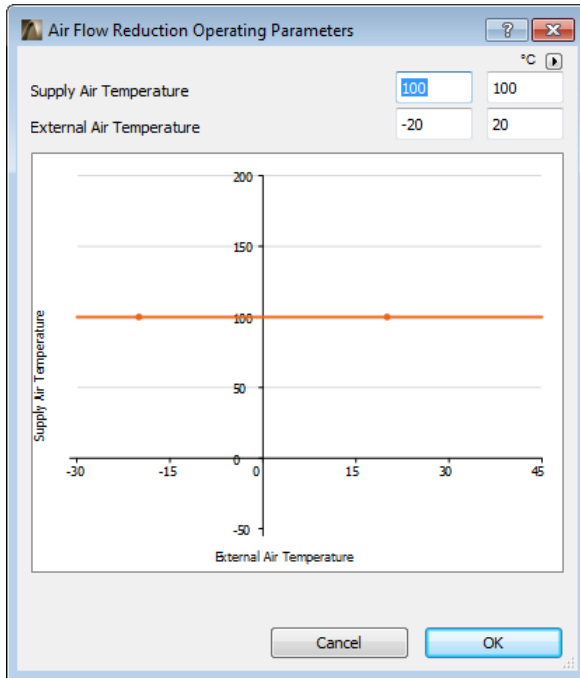 Air Flow Reduction Operating Parameters
?
°C
Supply Air Temperature 100 100
External Air Temperature -20 20
200
150
100
50
0
-30 -15 0 15 30 45
-50
Supply Air Temperature
External Air Temperature
Cancel OK